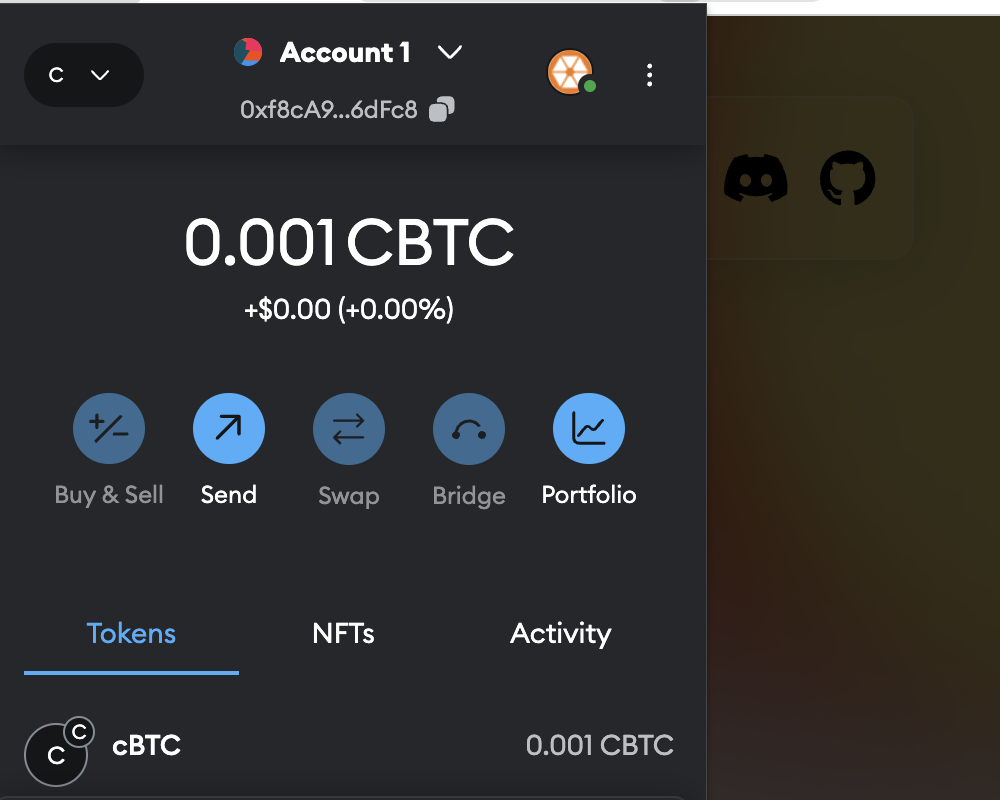 C
Account 1
0xf8cA9...6dFc8
0.001 CBTC
+$0.00 (+0.00%)
Buy & Sell
Send
Swap
Bridge
Portfolio
Tokens
NFTs
Activity
C
C
cBTC
0.001 CBTC